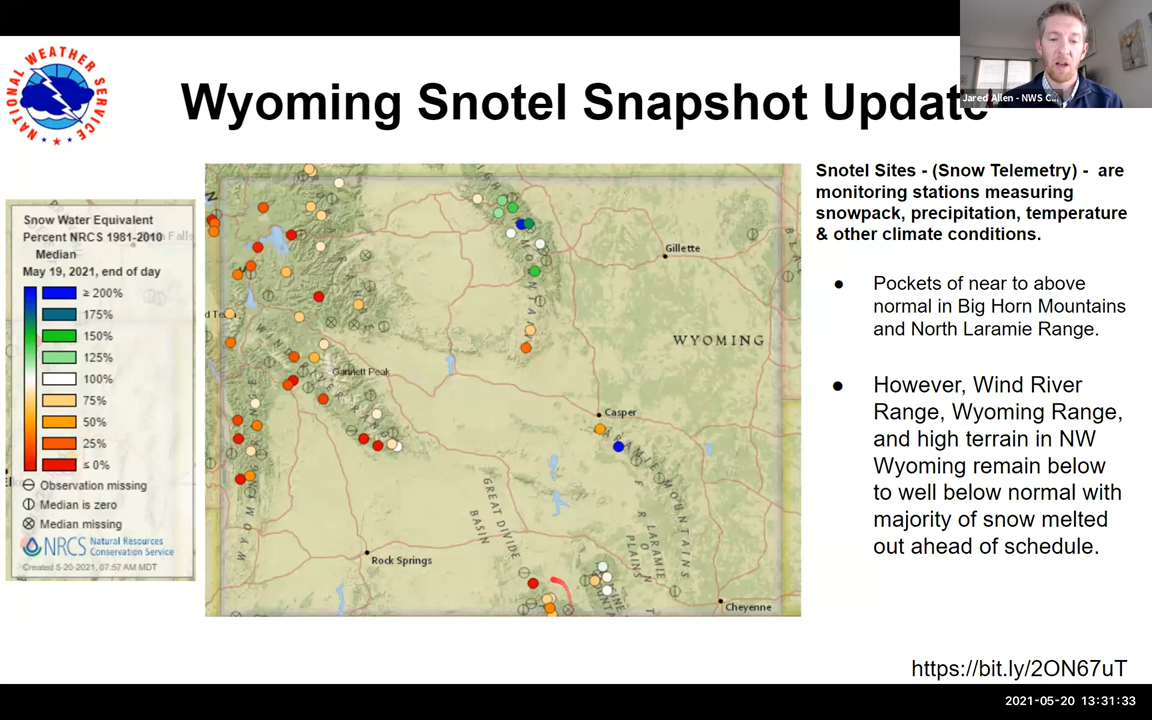 NATIONAL WEATHER SERVICE
Wyoming Snotel Snapshot Update
Jared Allen - NWS C...
Snow Water Equivalent
Percent NRCS 1981-2010
Median
May 19, 2021, end of day
≥ 200%
175%
150%
125%
100%
75%
50%
25%
≤ 0%
Observation missing
Median is zero
Median missing
NRCS Natural Resources
Conservation Service
Created 5-20-2021, 07:57 AM MDT
Gillette
WYOMING
Gannett Peak
Casper
GREAT DIVIDE
BASIN
LARAMIE
PLAINS
LARAMIE MOUNTAINS
Rock Springs
Cheyenne
Snotel Sites - (Snow Telemetry) - are
monitoring stations measuring
snowpack, precipitation, temperature
& other climate conditions.
● Pockets of near to above
normal in Big Horn Mountains
and North Laramie Range.
● However, Wind River
Range, Wyoming Range,
and high terrain in NW
Wyoming remain below
to well below normal with
majority of snow melted
out ahead of schedule.
https://bit.ly/2ON67uT
2021-05-20 13:31:33